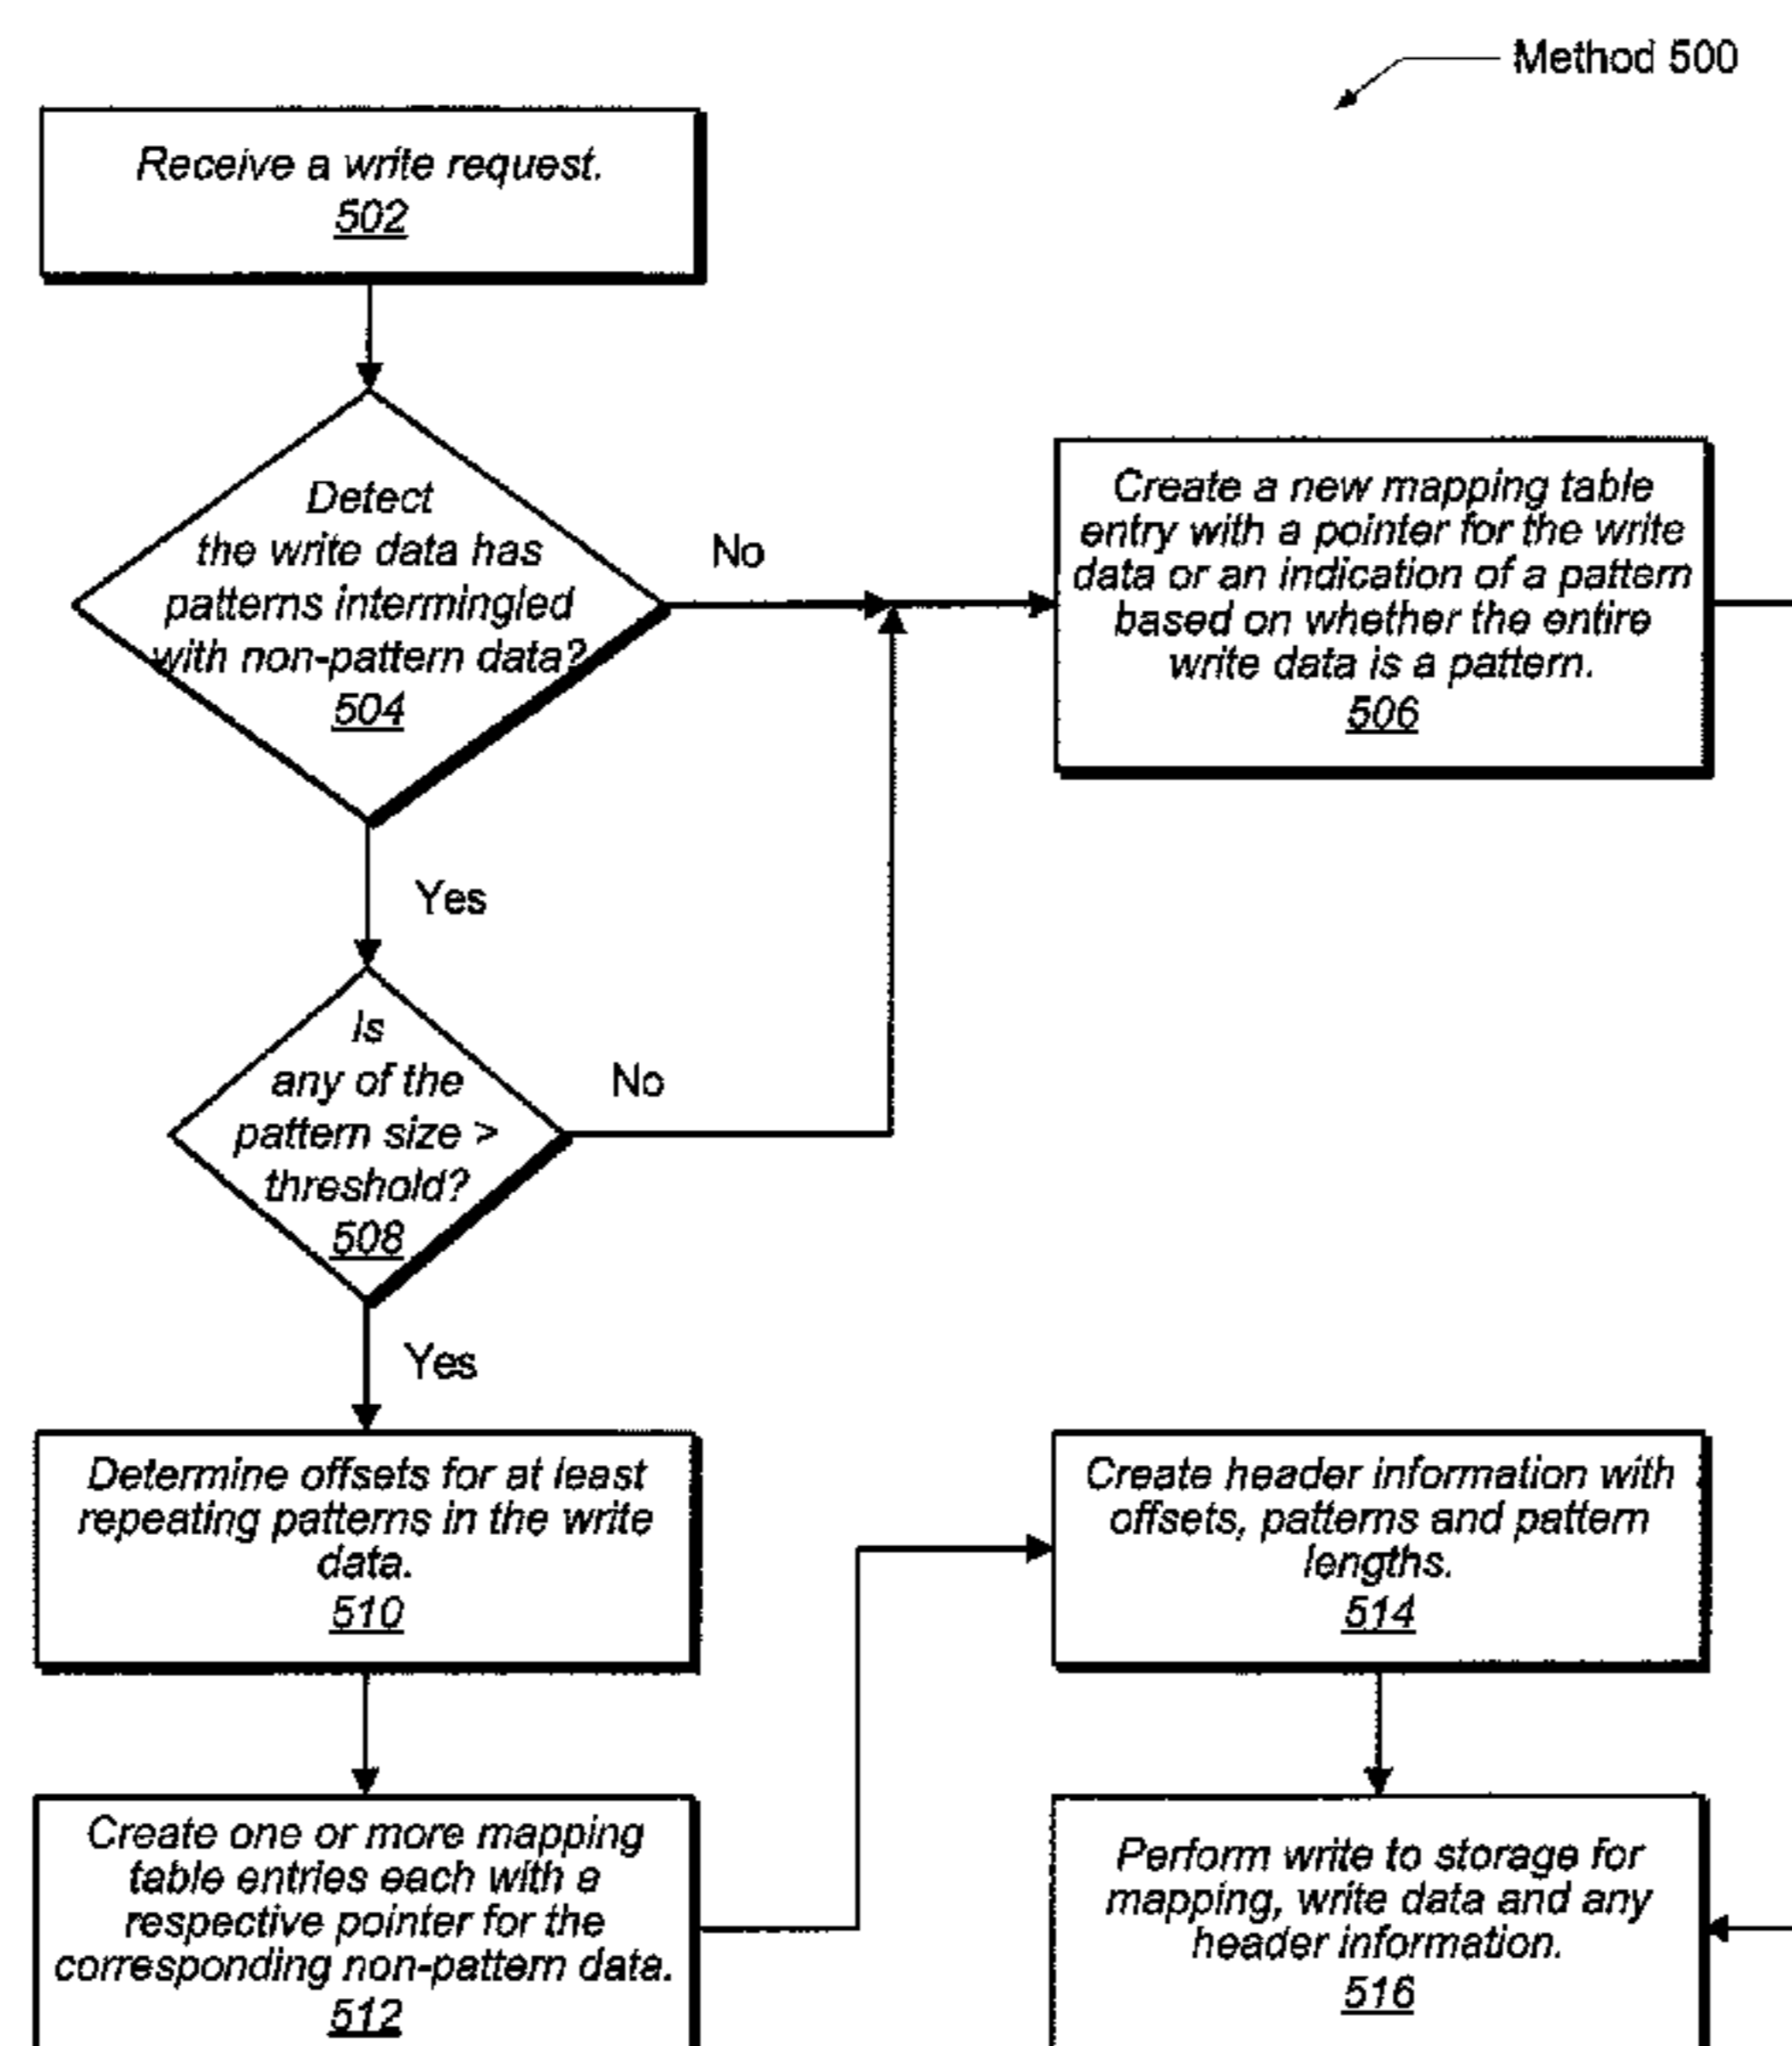 Method 500
Receive a write request.
502
Detect
the write data has
patterns intermingled
with non-pattern data?
504
No
Create a new mapping table
entry with a pointer for the write
data or an indication of a pattern
based on whether the entire
write data is a pattern.
506
Yes
Is
any of the
pattern size >
threshold?
508
No
Yes
Determine offsets for at least
repeating patterns in the write
data.
510
Create header information with
offsets, patterns and pattern
lengths.
514
Create one or more mapping
table entries each with a
respective pointer for the
corresponding non-pattern data.
512
Perform write to storage for
mapping, write data and any
header information.
516